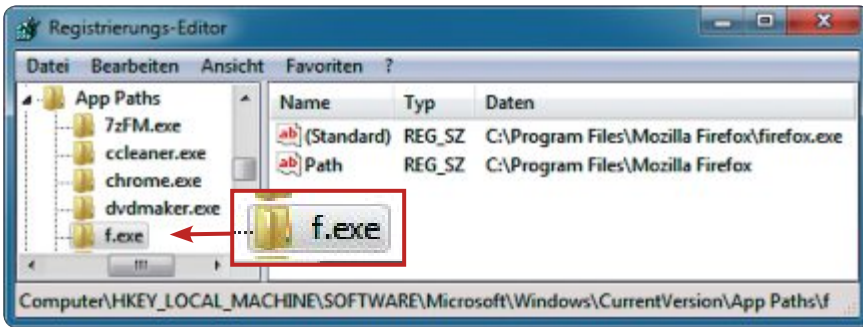 Registrierungs-Editor
Datei Bearbeiten Ansicht Favoriten ?
App Paths
7zFM.exe
ccleaner.exe
chrome.exe
dvdmaker.exe
f.exe
f.exe
Name Typ Daten
ab (Standard) REG_SZ C:\Program Files\Mozilla Firefox\firefox.exe
ab Path REG_SZ C:\Program Files\Mozilla Firefox
Computer\HKEY_LOCAL_MACHINE\SOFTWARE\Microsoft\Windows\CurrentVersion\App Paths\f